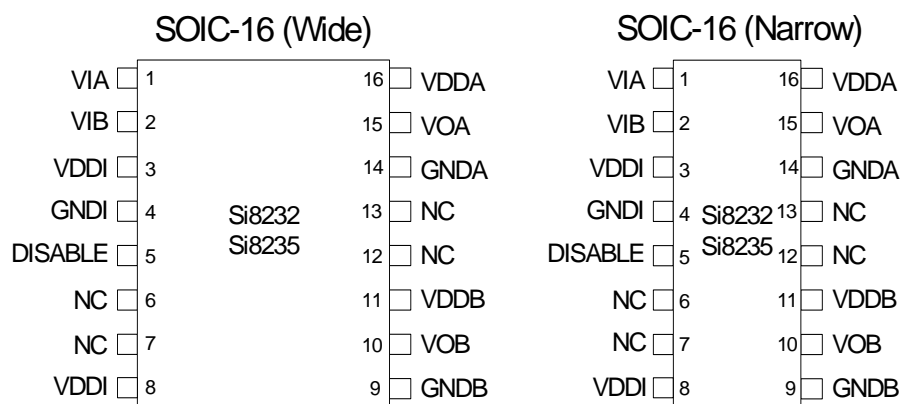 SOIC-16 (Wide)
VIA 1 16 VDDA
VIB 2 15 VOA
VDDI 3 14 GNDA
GNDI 4 Si8232 13 NC
DISABLE 5 Si8235 12 NC
NC 6 11 VDDB
NC 7 10 VOB
VDDI 8 9 GNDB
SOIC-16 (Narrow)
VIA 1 16 VDDA
VIB 2 15 VOA
VDDI 3 14 GNDA
GNDI 4 Si8232 13 NC
DISABLE 5 Si8235 12 NC
NC 6 11 VDDB
NC 7 10 VOB
VDDI 8 9 GNDB